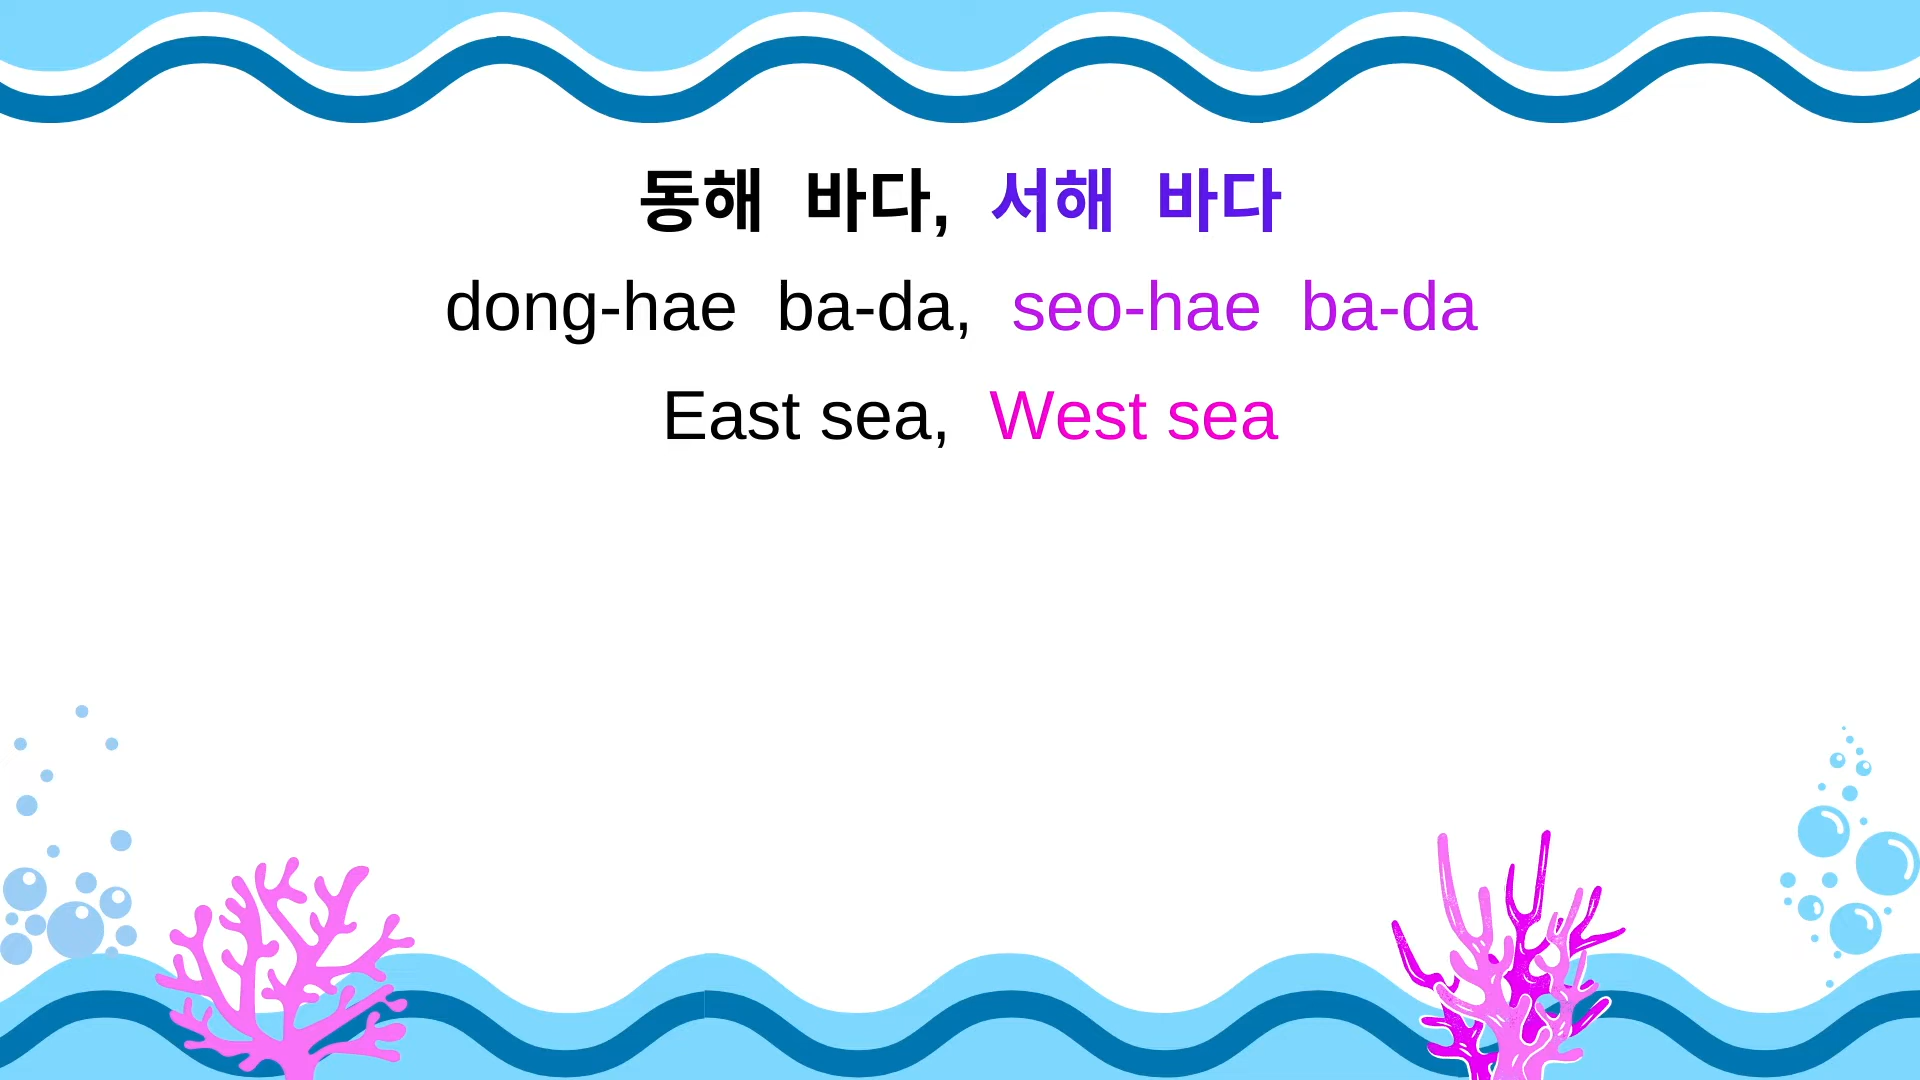 동해 바다, 서해 바다
dong-hae ba-da, seo-hae ba-da
East sea, West sea